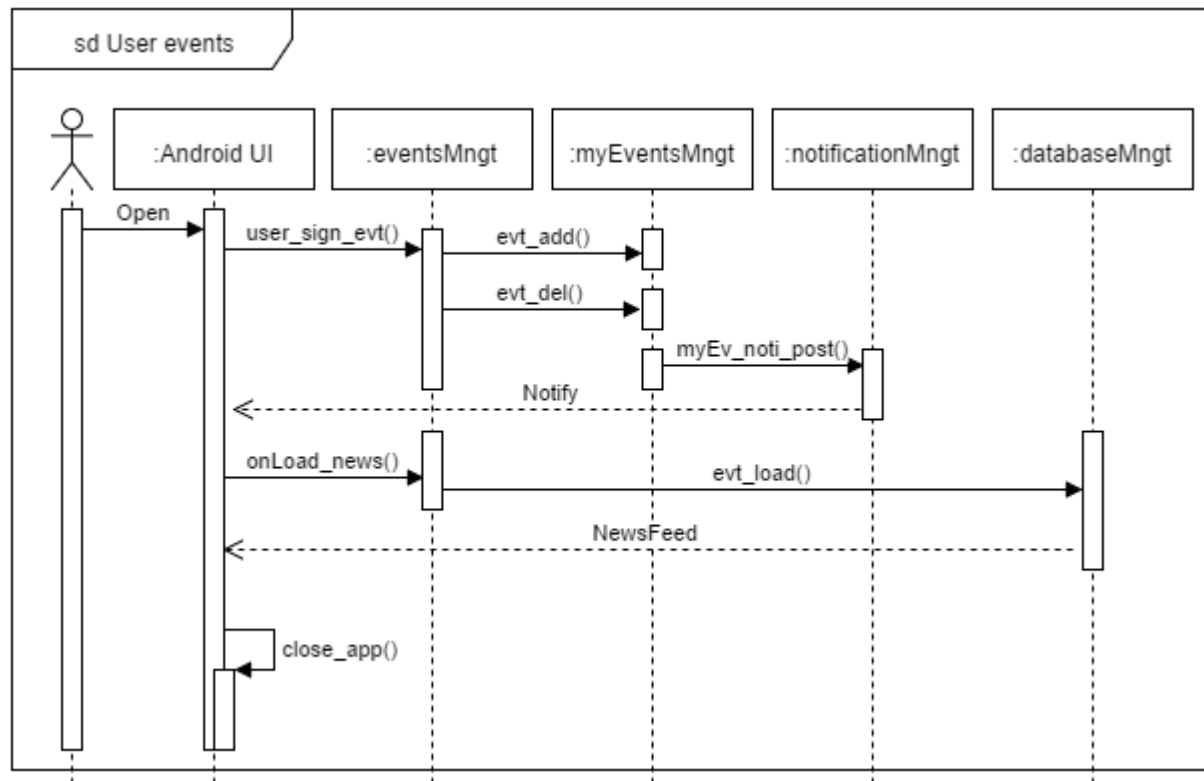 sd User events
:Android UI
:eventsMngt
:myEventsMngt
:notificationMngt
:databaseMngt
Open
user_sign_evt()
evt_add()
evt_del()
myEv_noti_post()
Notify
onLoad_news()
evt_load()
NewsFeed
close_app()